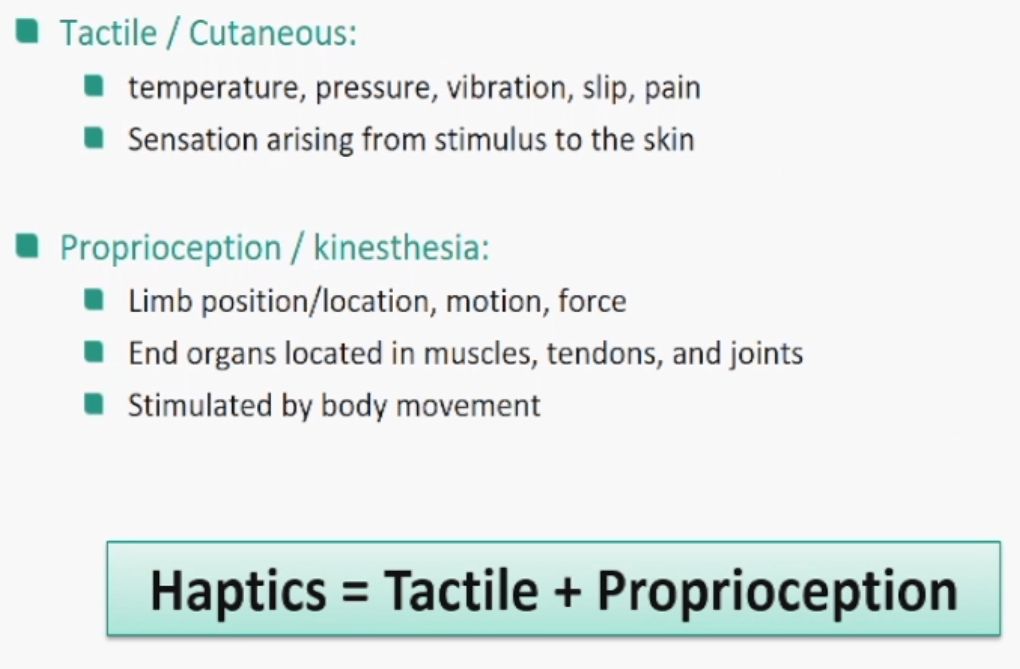 Tactile / Cutaneous:
temperature, pressure, vibration, slip, pain
Sensation arising from stimulus to the skin
Proprioception / kinesthesia:
Limb position/location, motion, force
End organs located in muscles, tendons, and joints
Stimulated by body movement
Haptics = Tactile + Proprioception